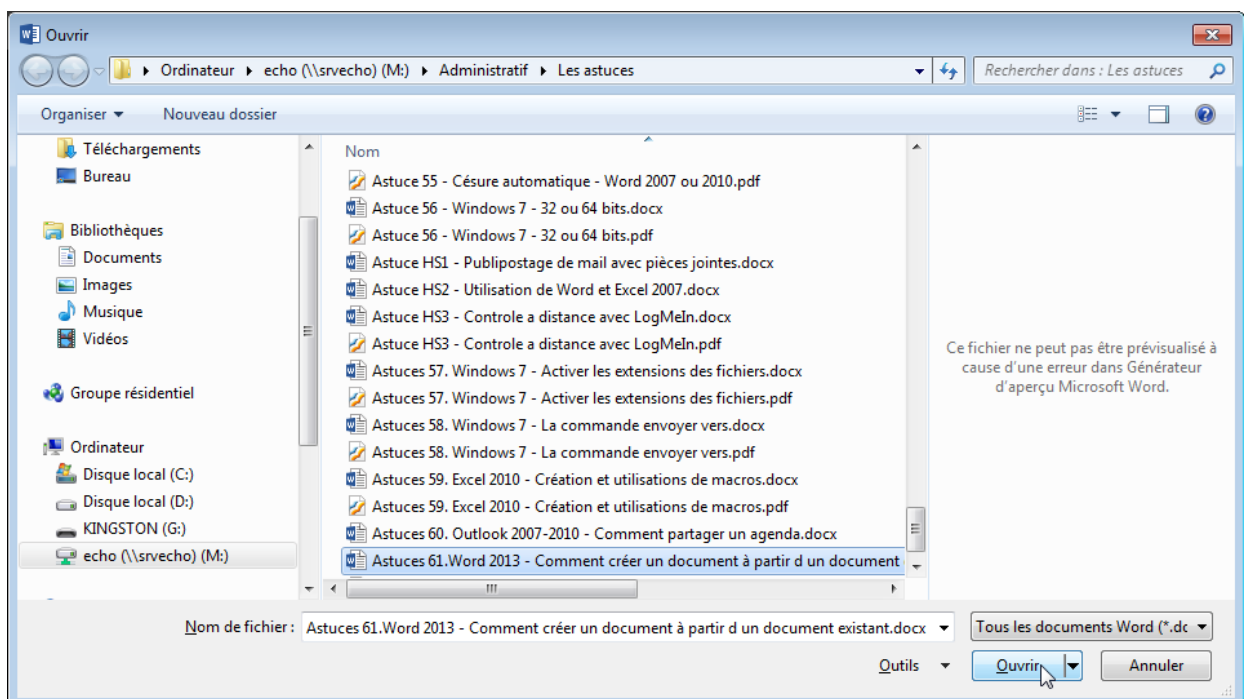 Ouvrir
Ordinateur echo (\\srvecho) (M:) Administratif Les astuces
Rechercher dans : Les astuces
Organiser Nouveau dossier
Téléchargements
Bureau
Bibliothèques
Documents
Images
Musique
Vidéos
Groupe résidentiel
Ordinateur
Disque local (C:)
Disque local (D:)
KINGSTON (G:)
echo (\\srvecho) (M:)
Nom
Astuce 55 - Césure automatique - Word 2007 ou 2010.pdf
Astuce 56 - Windows 7 - 32 ou 64 bits.docx
Astuce 56 - Windows 7 - 32 ou 64 bits.pdf
Astuce HS1 - Publipostage de mail avec pièces jointes.docx
Astuce HS2 - Utilisation de Word et Excel 2007.docx
Astuce HS3 - Controle a distance avec LogMeIn.docx
Astuce HS3 - Controle a distance avec LogMeIn.pdf
Astuces 57. Windows 7 - Activer les extensions des fichiers.docx
Astuces 57. Windows 7 - Activer les extensions des fichiers.pdf
Astuces 58. Windows 7 - La commande envoyer vers.docx
Astuces 58. Windows 7 - La commande envoyer vers.pdf
Astuces 59. Excel 2010 - Création et utilisations de macros.docx
Astuces 59. Excel 2010 - Création et utilisations de macros.pdf
Astuces 60. Outlook 2007-2010 - Comment partager un agenda.docx
Astuces 61.Word 2013 - Comment créer un document à partir d un document
Ce fichier ne peut pas être prévisualisé à
cause d'une erreur dans Générateur
d'aperçu Microsoft Word.
Nom de fichier : Astuces 61.Word 2013 - Comment créer un document à partir d un document existant.docx
Tous les documents Word (*.dc
Outils Ouvrir Annuler